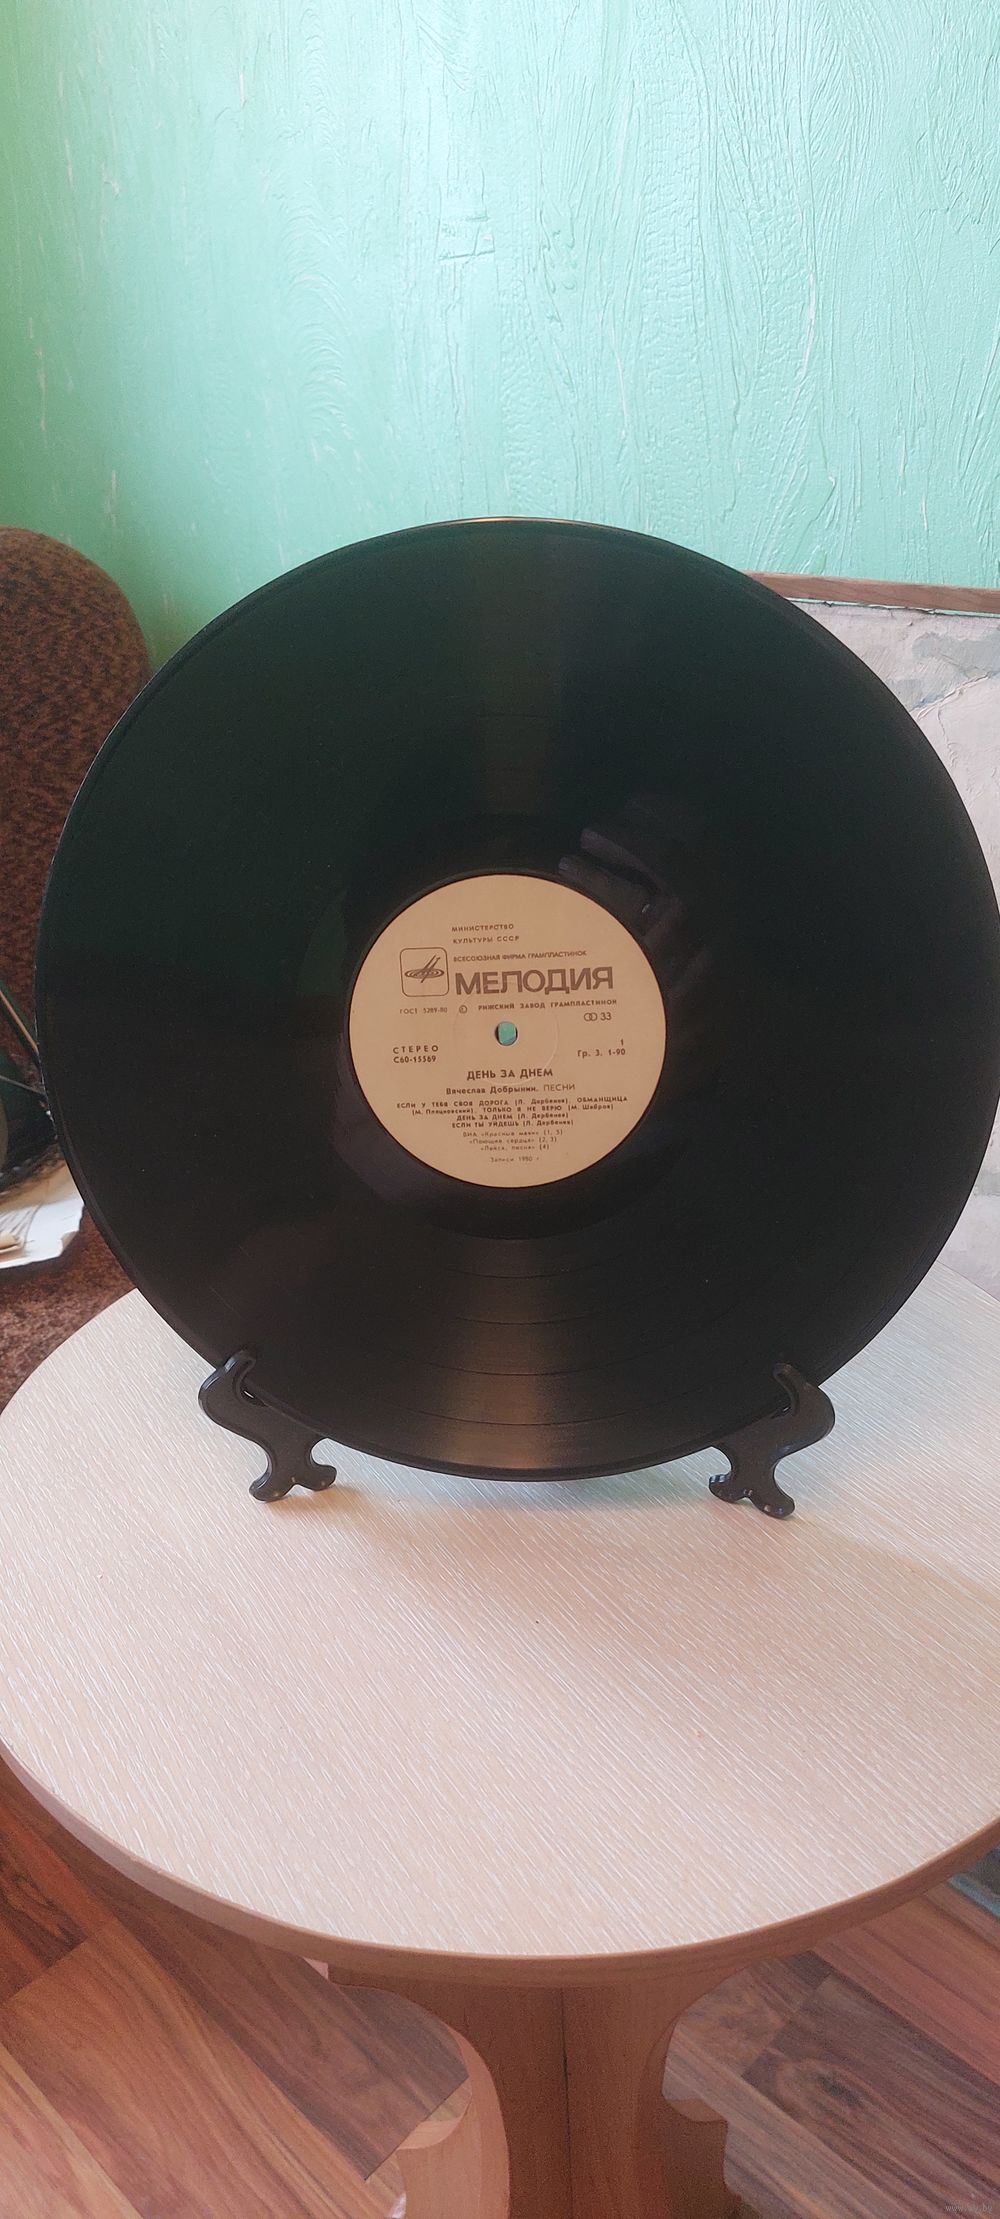 МИНИСТЕРСТВО
КУЛЬТУРЫ СССР
ВСЕСОЮЗНАЯ ФИРМА ГРАМПЛАСТИНОК
МЕЛОДИЯ
ГОСТ 5289-80 © РИЖСКИЙ ЗАВОД ГРАМПЛАСТИНОК
33
СТЕРЕО 1
С60-15569 Гр. 3. 1-90
ДЕНЬ ЗА ДНЕМ
Вячеслав Добрынин. ПЕСНИ
ЕСЛИ У ТЕБЯ СВОЯ ДОРОГА (Л. Дербенев), ОБМАНЩИЦА
(М. Пляцковский), ТОЛЬКО Я НЕ ВЕРЮ (М. Шабров)
ДЕНЬ ЗА ДНЕМ (Л. Дербенев)
ЕСЛИ ТЫ УЙДЕШЬ (Л. Дербенев)
ВИА «Красные маки» (1, 5)
«Поющие сердца» (2, 3)
«Лейся, песня» (4)
Записи 1980 г.